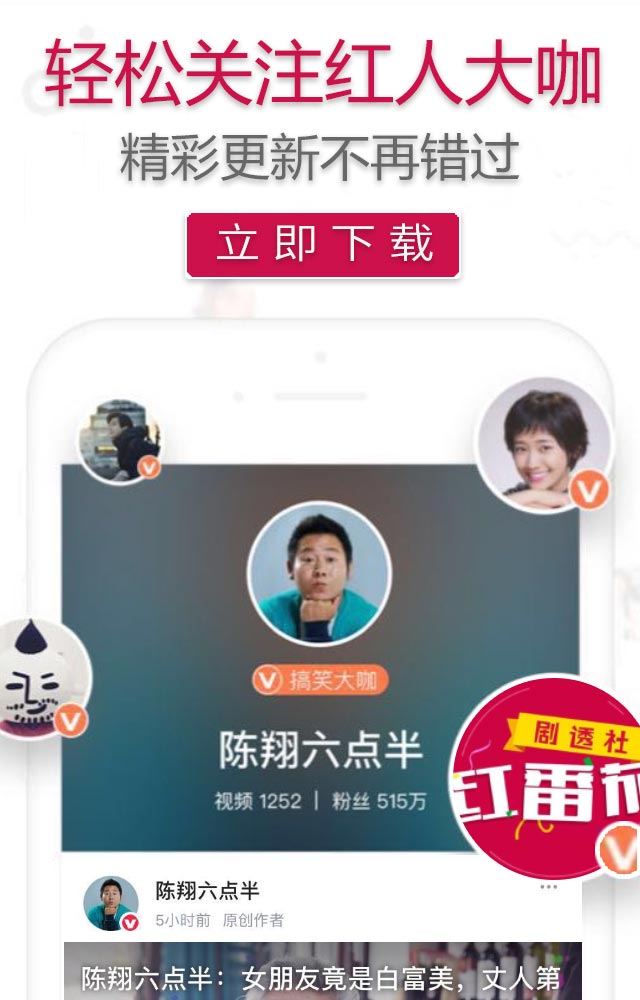 轻松关注红人大咖
精彩更新不再错过
立即下载
搞笑大咖
陈翔六点半
视频 1252 | 粉丝 515万
剧透社
红番茄
陈翔六点半
5小时前 原创作者
陈翔六点半：女朋友竟是白富美，丈人第